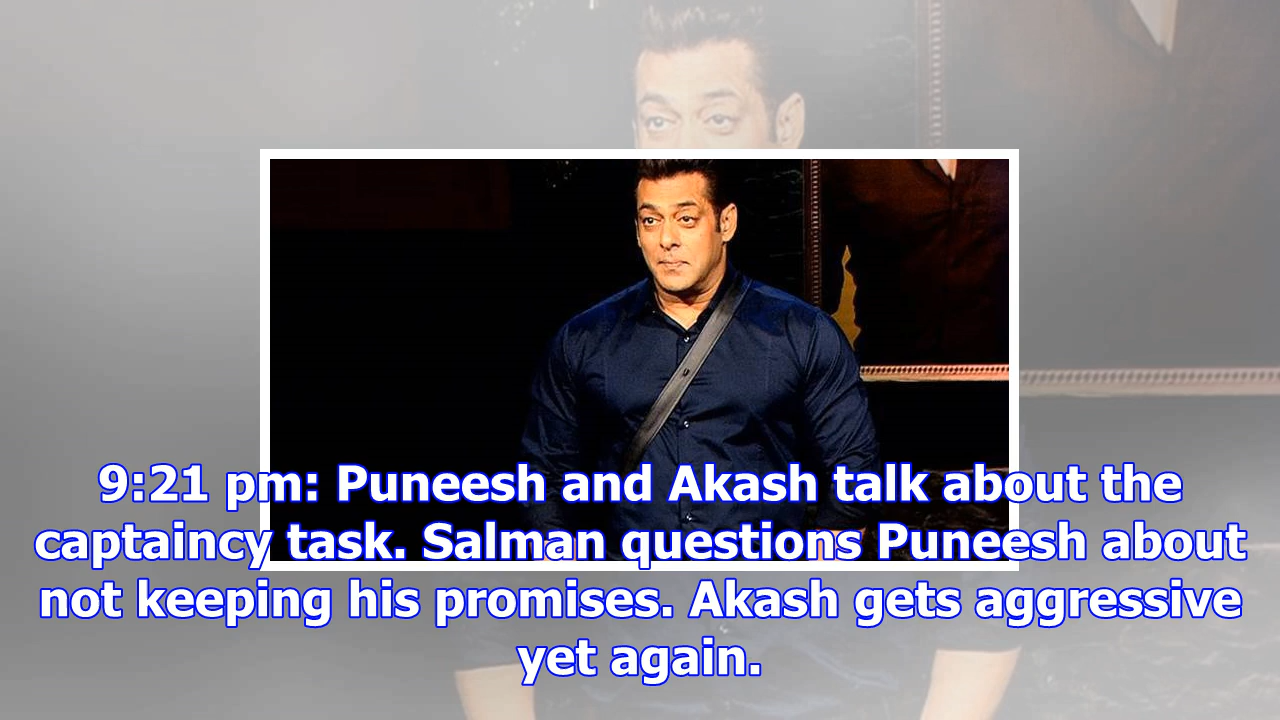 9:21 pm: Puneesh and Akash talk about the
captaincy task. Salman questions Puneesh about
not keeping his promises. Akash gets aggressive
yet again.